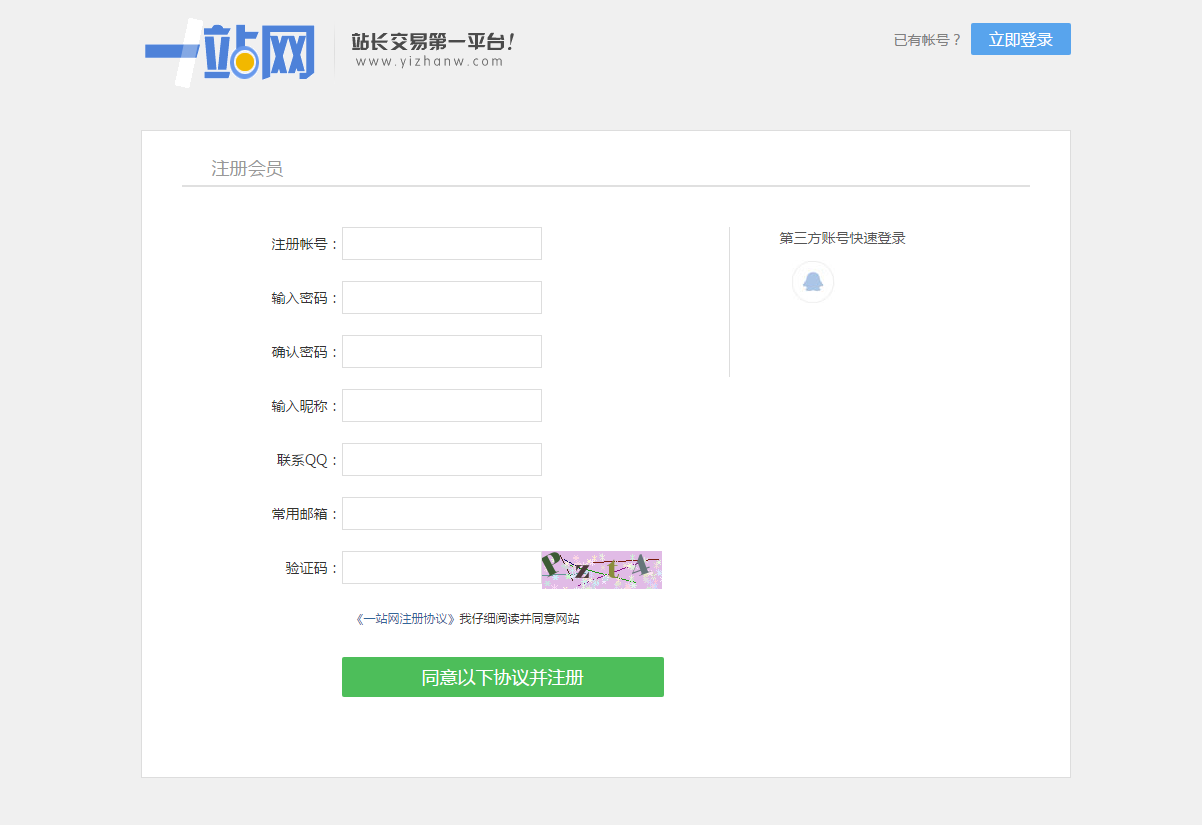 一站网
站长交易第一平台！
www.yizhanw.com
已有帐号？
立即登录
注册会员
注册帐号：
输入密码：
确认密码：
输入昵称：
联系QQ：
常用邮箱：
验证码：
PztA
《一站网注册协议》我仔细阅读并同意网站
同意以下协议并注册
第三方账号快速登录